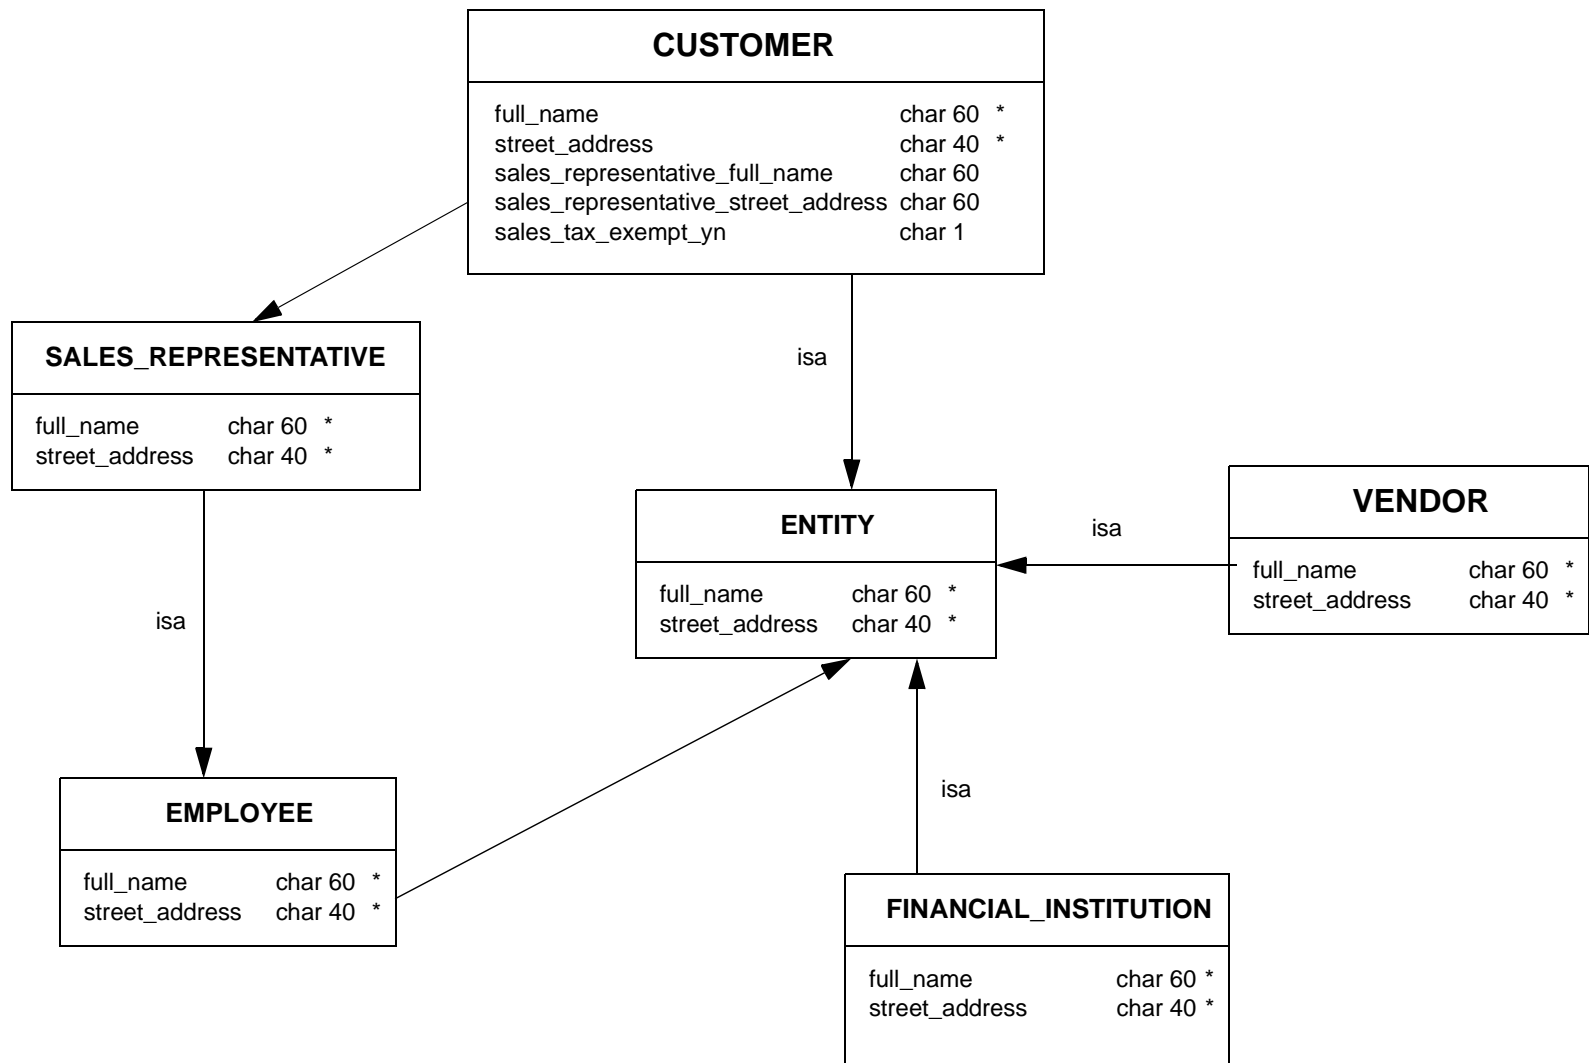 CUSTOMER
full_name char 60 *
street_address char 40 *
sales_representative_full_name char 60
sales_representative_street_address char 60
sales_tax_exempt_yn char 1
SALES_REPRESENTATIVE
full_name char 60 *
street_address char 40 *
isa
ENTITY
full_name char 60 *
street_address char 40 *
isa
VENDOR
full_name char 60 *
street_address char 40 *
isa
EMPLOYEE
full_name char 60 *
street_address char 40 *
isa
FINANCIAL_INSTITUTION
full_name char 60 *
street_address char 40 *